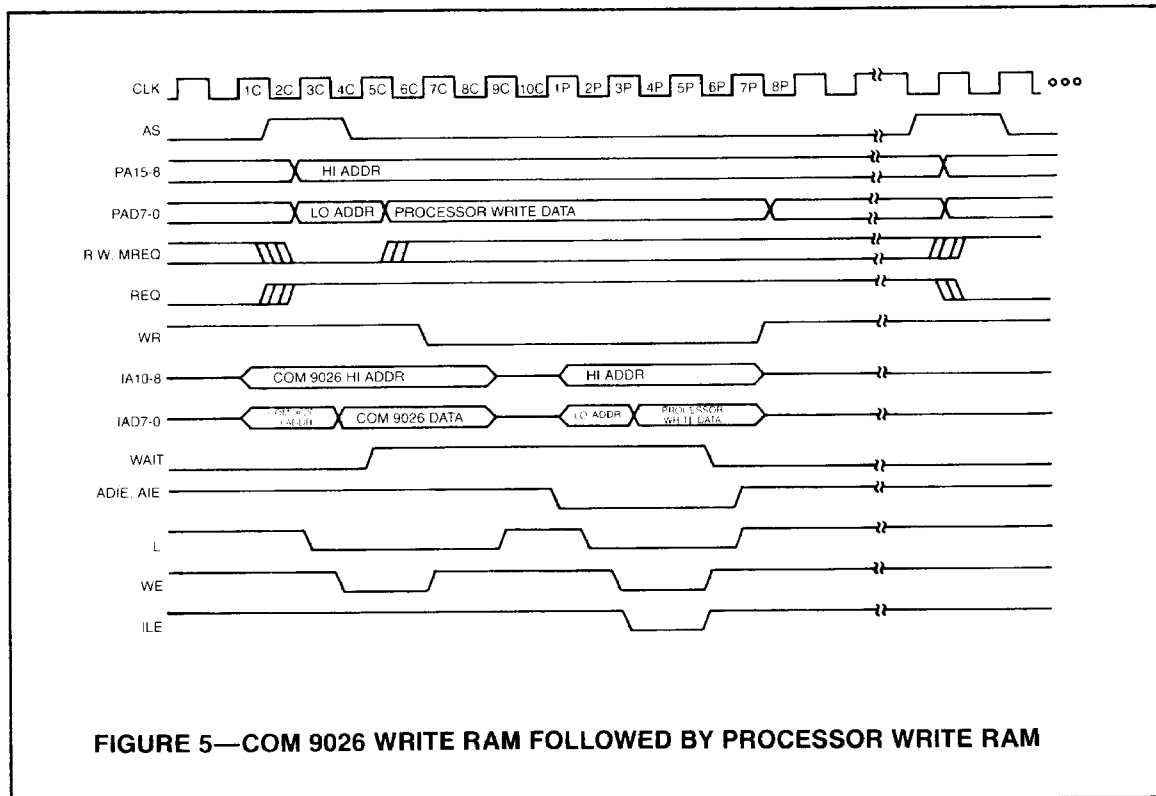 CLK 1C 2C 3C 4C 5C 6C 7C 8C 9C 10C 1P 2P 3P 4P 5P 6P 7P 8P
AS
PA15-8 HI ADDR
PAD7-0 LO ADDR PROCESSOR WRITE DATA
R W. MREQ
REQ
WR
IA10-8 COM 9026 HI ADDR HI ADDR
IAD7-0 COM 9026 DATA LO ADDR PROCESSOR WRITE DATA
WAIT
ADIE. AIE
L
WE
ILE
FIGURE 5—COM 9026 WRITE RAM FOLLOWED BY PROCESSOR WRITE RAM